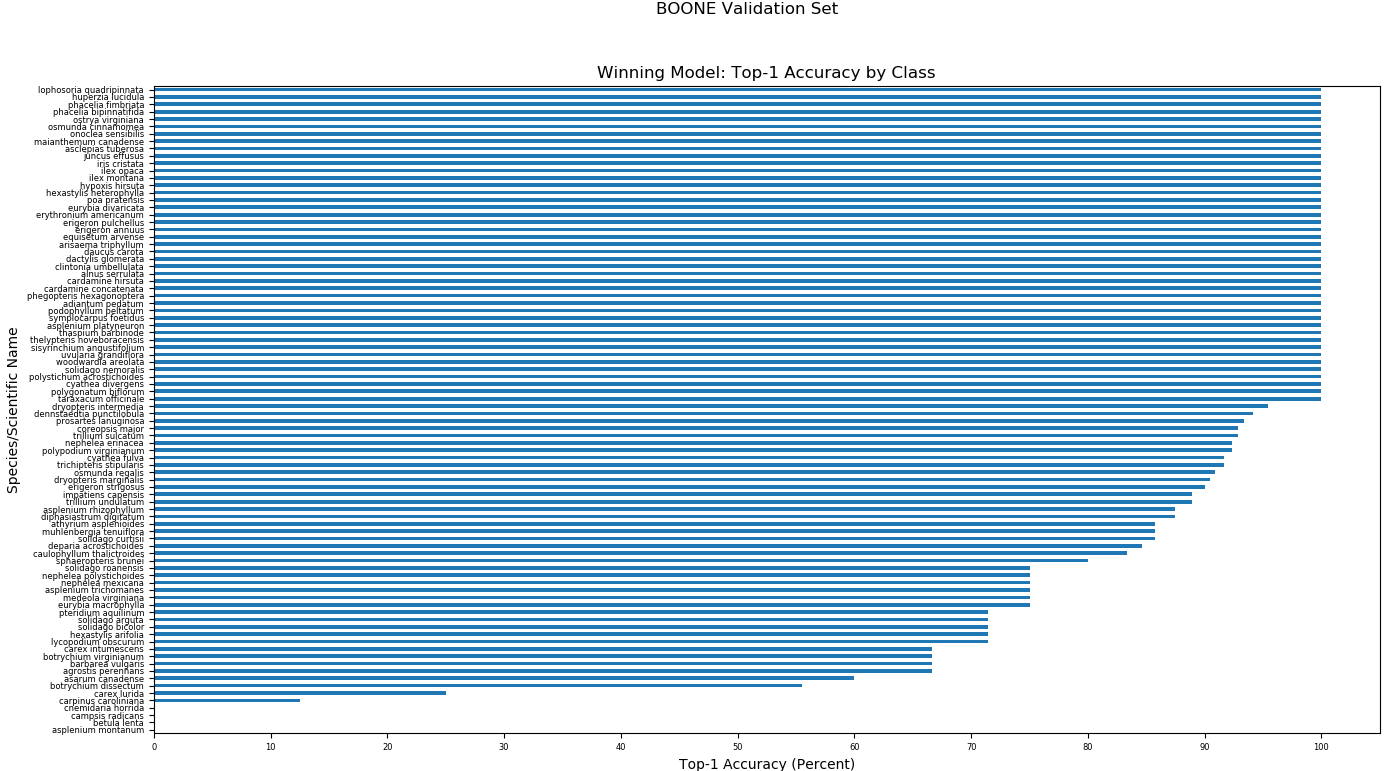 BOONE Validation Set
Winning Model: Top-1 Accuracy by Class
Species/Scientific Name
lophosoria quadripinnata
huperzia lucidula
phacelia fimbriata
phacelia bipinnatifida
ostrya virginiana
osmunda cinnamomea
onoclea sensibilis
maianthemum canadense
asclepias tuberosa
juncus effusus
iris cristata
ilex opaca
ilex montana
hypoxis hirsuta
hexastylis heterophylla
poa pratensis
eurybia divaricata
erythronium americanum
erigeron pulchellus
erigeron annuus
equisetum arvense
arisaema triphyllum
daucus carota
dactylis glomerata
clintonia umbellulata
alnus serrulata
cardamine hirsuta
cardamine concatenata
phegopteris hexagonoptera
adiantum pedatum
podophyllum peltatum
symplocarpus foetidus
asplenium platyneuron
thaspium barbinode
thelypteris noveboracensis
sisyrinchium angustifolium
uvularia grandiflora
woodwardia areolata
solidago nemoralis
polystichum acrostichoides
cyathea divergens
polygonatum biflorum
taraxacum officinale
dryopteris intermedia
dennstaedtia punctilobula
prosartes lanuginosa
coreopsis major
trillium sulcatum
nephelea erinacea
polypodium virginianum
cyathea fulva
trichipteris stipularis
osmunda regalis
dryopteris marginalis
erigeron strigosus
impatiens capensis
trillium undulatum
asplenium rhizophyllum
diphasiastrum digitatum
athyrium asplenioides
muhlenbergia tenuiflora
solidago curtisii
deparia acrostichoides
caulophyllum thalictroides
sphaeropteris brunei
solidago roanensis
nephelea polystichoides
nephelea mexicana
asplenium trichomanes
medeola virginiana
eurybia macrophylla
pteridium aquilinum
solidago arguta
solidago bicolor
hexastylis arifolia
lycopodium obscurum
carex intumescens
botrychium virginianum
barbarea vulgaris
agrostis perennans
asarum canadense
botrychium dissectum
carex lurida
carpinus caroliniana
cnemidaria horrida
campsis radicans
betula lenta
asplenium montanum
0 10 20 30 40 50 60 70 80 90 100
Top-1 Accuracy (Percent)